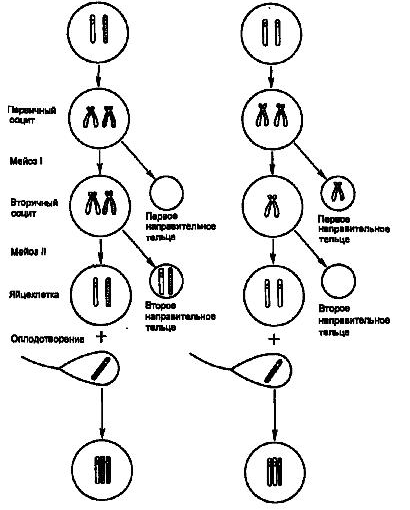 Первичный
ооцит
Мейоз I
Вторичный
ооцит
Первое
направительное
тельце
Первое
направительное
тельце
Мейоз II
Яйцеклетка
Второе
направительное
тельце
Второе
направительное
тельце
Оплодотворение
+
+